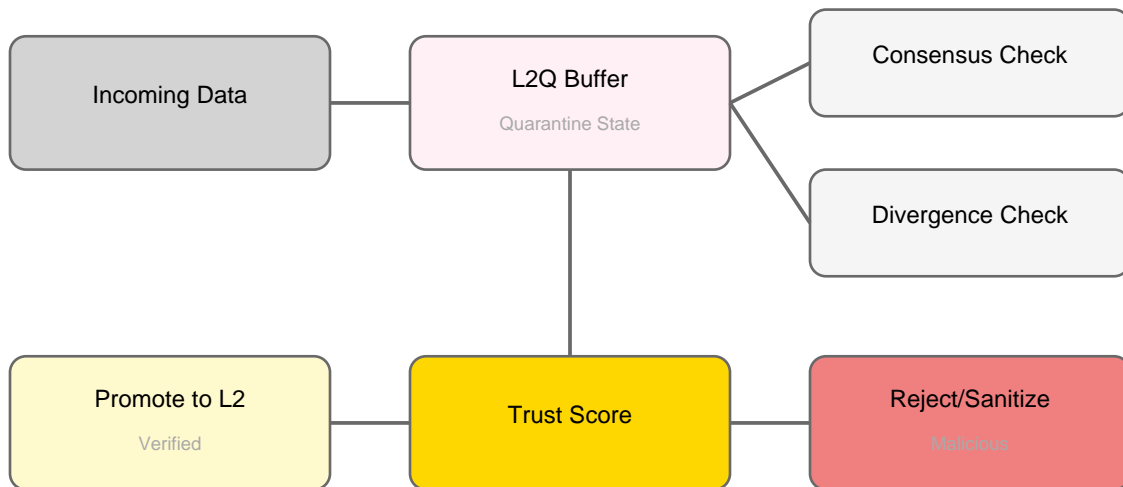 Incoming Data
L2Q Buffer
Quarantine State
Consensus Check
Divergence Check
Promote to L2
Verified
Trust Score
Reject/Sanitize
Malicious